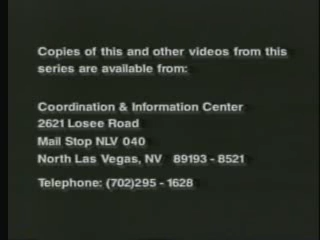 Copies of this and other videos from this
series are available from:
Coordination & Information Center
2621 Losee Road
Mail Stop NLV 040
North Las Vegas, NV 89193 - 8521
Telephone: (702)295 - 1628